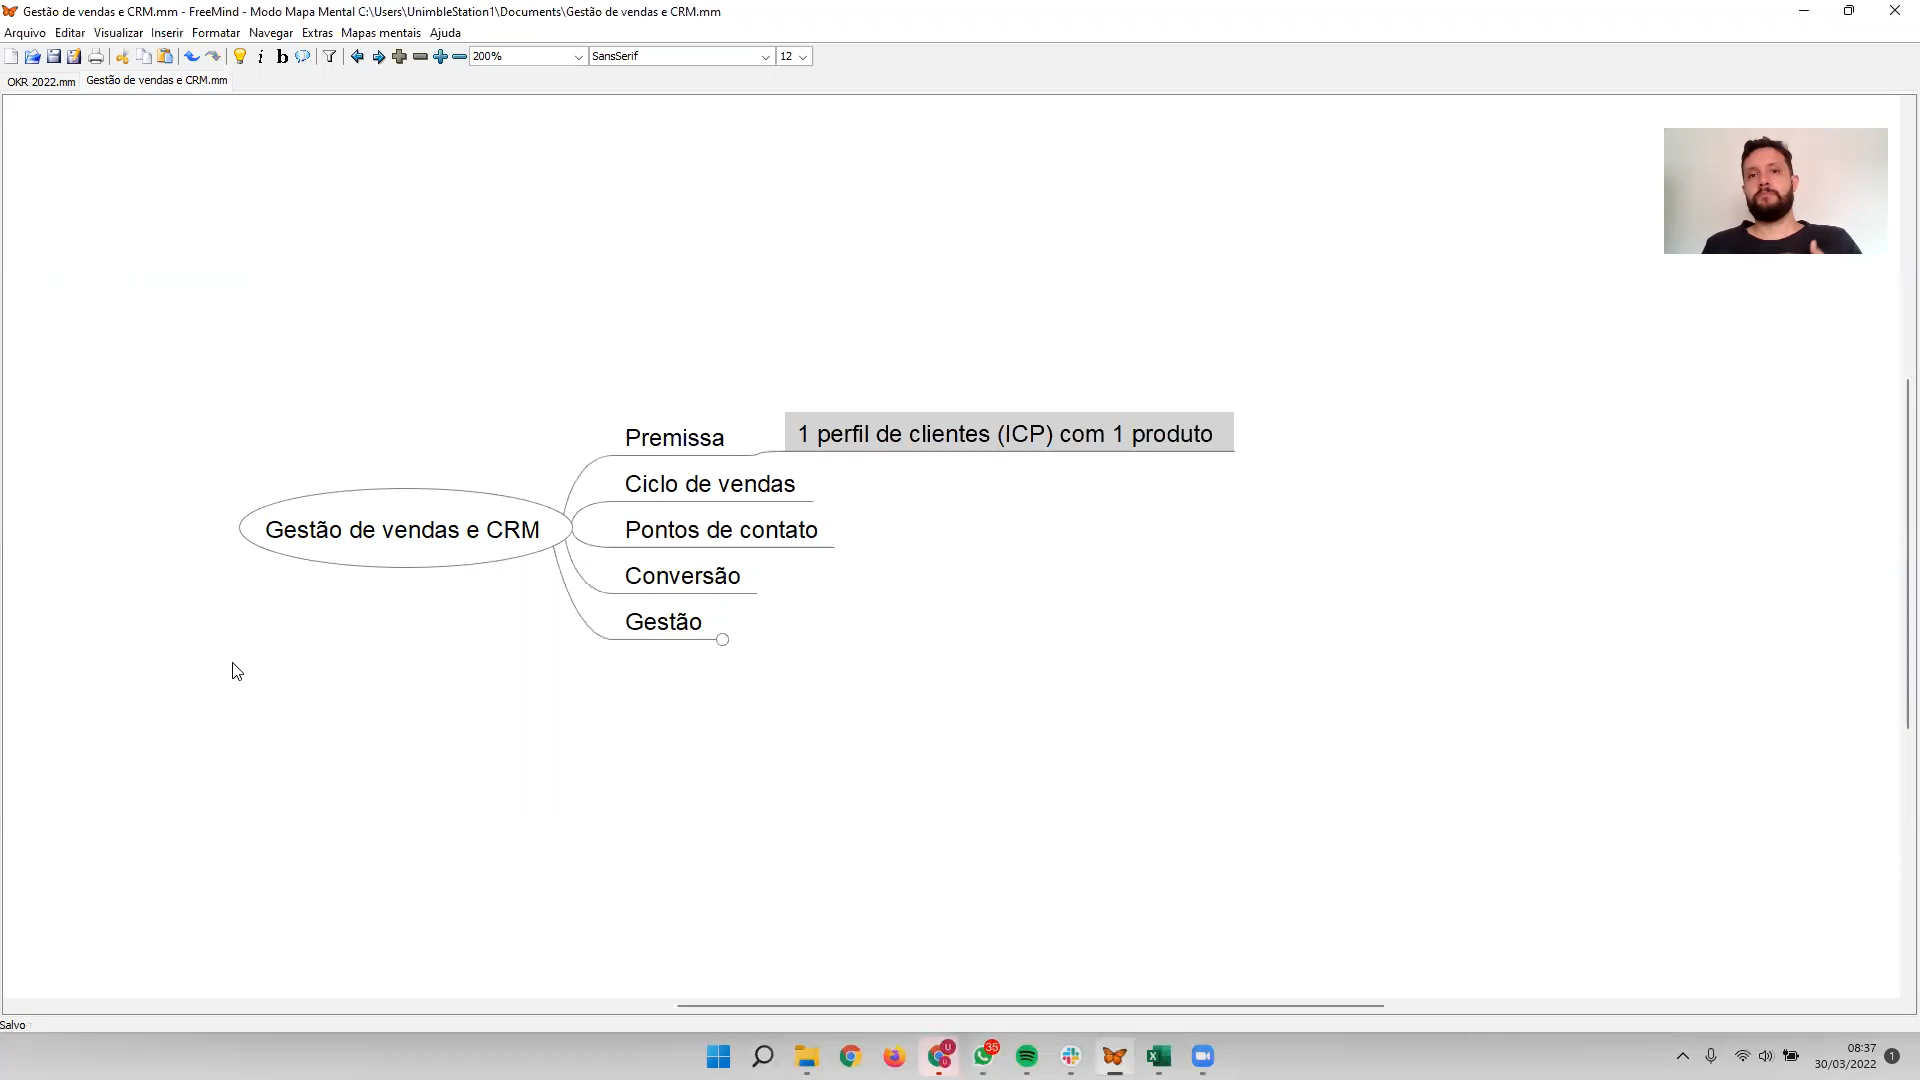 Gestão de vendas e CRM.mm - FreeMind - Modo Mapa Mental C:\Users\UnimbleStation1\Documents\Gestão de vendas e CRM.mm
Arquivo Editar Visualizar Inserir Formatar Navegar Extras Mapas mentais Ajuda
i b 200% SansSerif 12
OKR 2022.mm Gestão de vendas e CRM.mm
Premissa
1 perfil de clientes (ICP) com 1 produto
Ciclo de vendas
Gestão de vendas e CRM
Pontos de contato
Conversão
Gestão
Salvo
U
35
08:37
30/03/2022
1